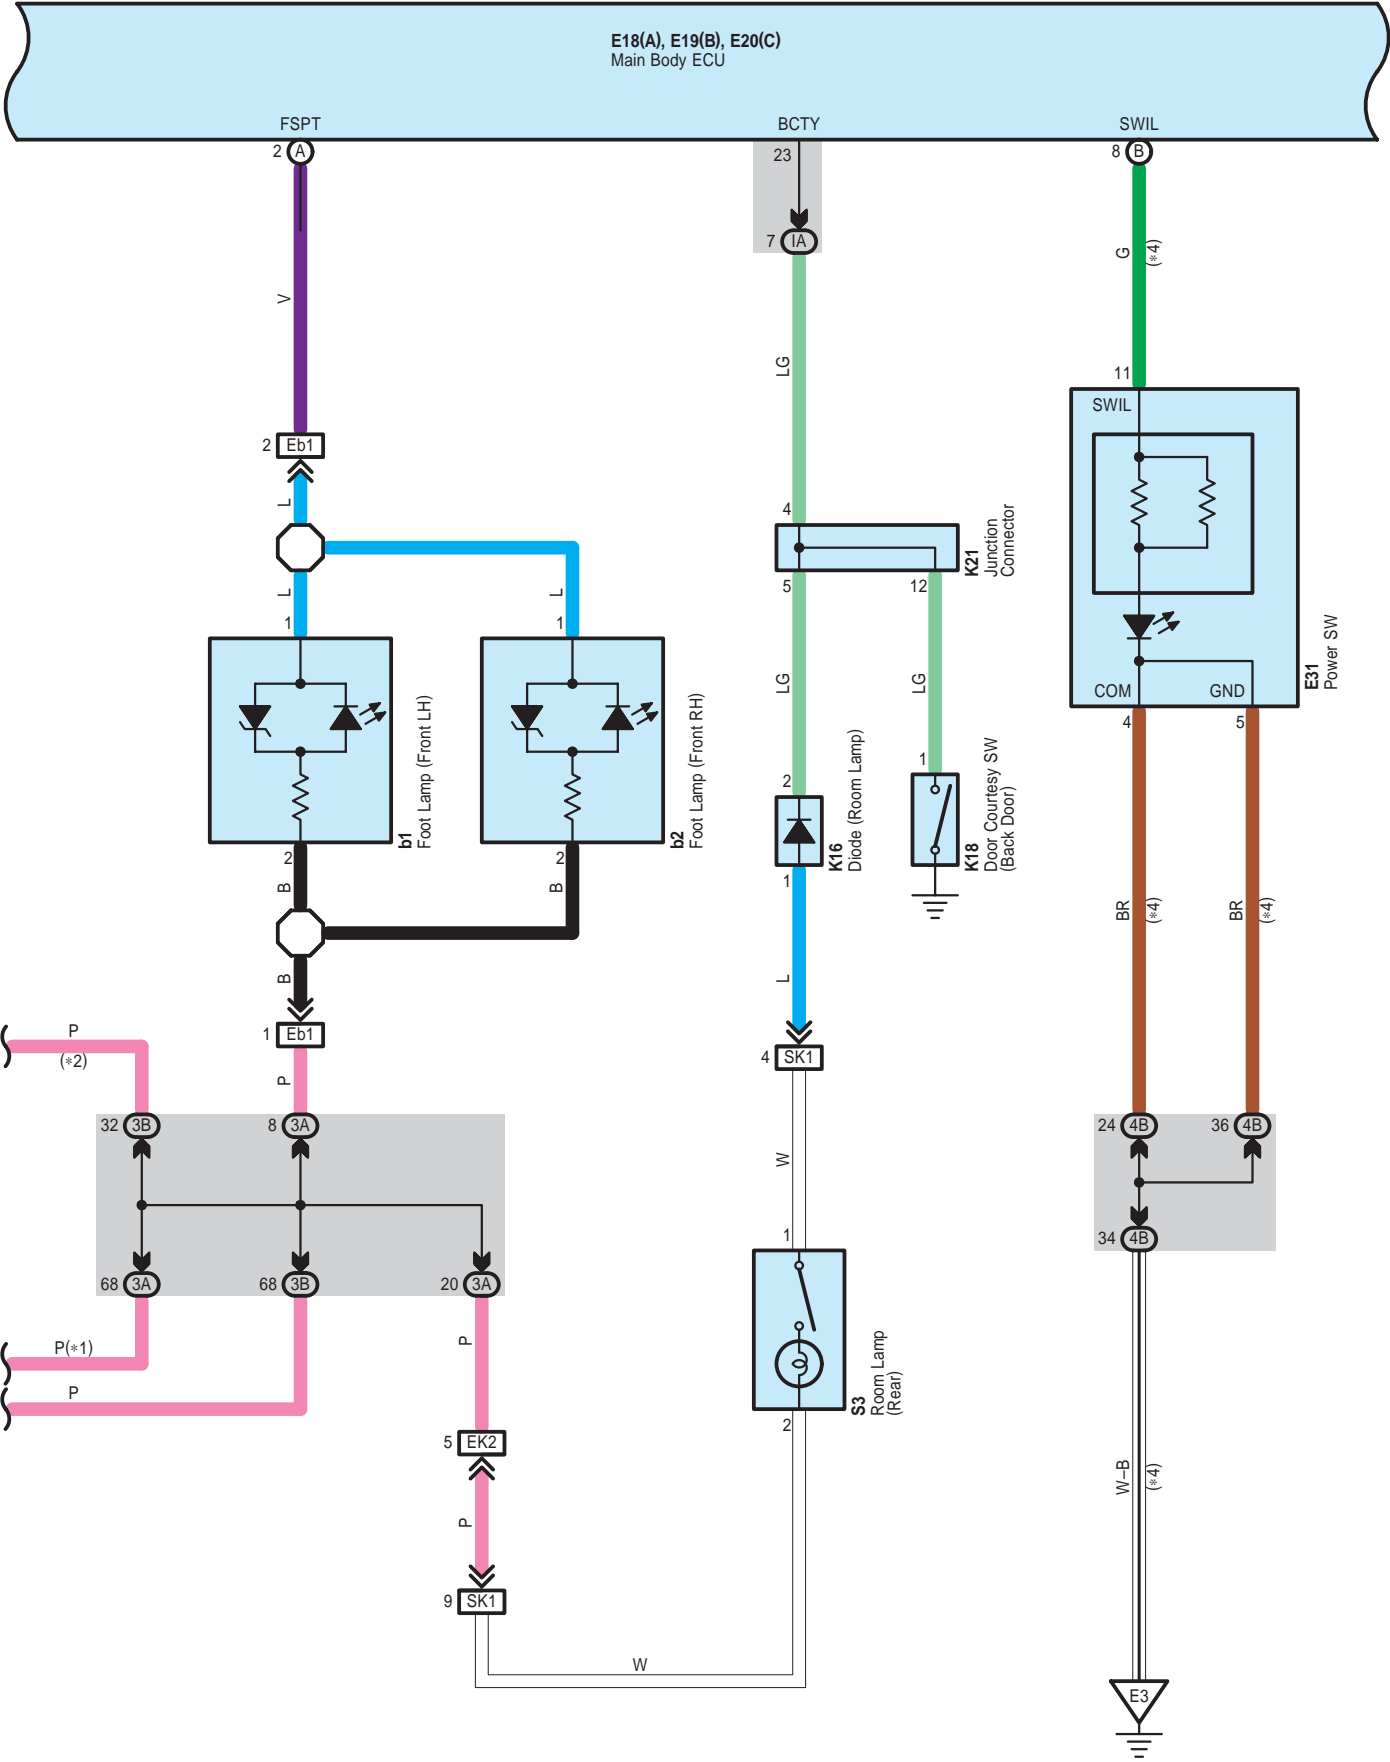 E18(A), E19(B), E20(C)
Main Body ECU
FSPT
BCTY
SWIL
2 A
23
8 B
7 IA
V
LG
G
(*4)
11
SWIL
2 Eb1
L
4
K21
Junction
Connector
L
L
5
12
1
1
LG
LG
COM
GND
E31
Power SW
4
5
b1
Foot Lamp (Front LH)
b2
Foot Lamp (Front RH)
2
1
K16
Diode (Room Lamp)
K18
Door Courtesy SW
(Back Door)
2
2
1
B
B
BR
(*4)
BR
(*4)
B
L
P
(*2)
1 Eb1
4 SK1
P
32 3B
8 3A
24 4B
36 4B
W
1
34 4B
68 3A
68 3B
20 3A
P(*1)
P
P
S3
Room Lamp
(Rear)
2
5 EK2
W-B
(*4)
P
9 SK1
W
E3